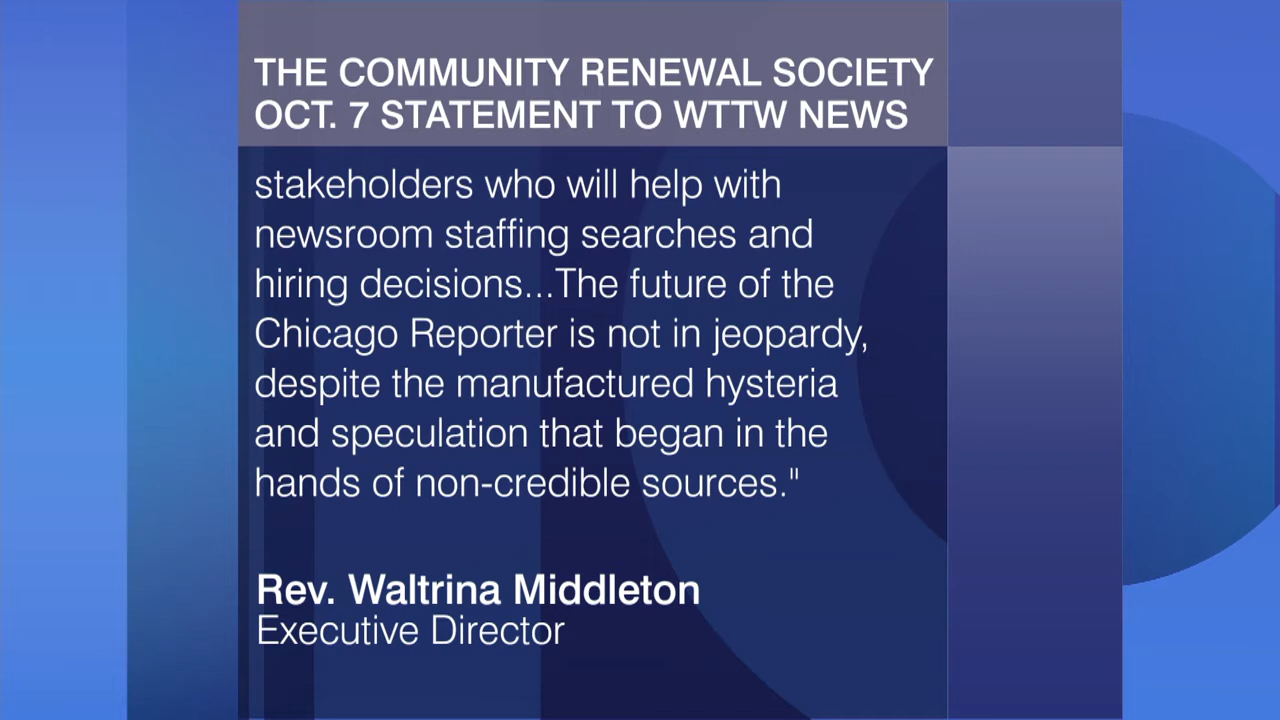 THE COMMUNITY RENEWAL SOCIETY
OCT. 7 STATEMENT TO WTTW NEWS
stakeholders who will help with
newsroom staffing searches and
hiring decisions...The future of the
Chicago Reporter is not in jeopardy,
despite the manufactured hysteria
and speculation that began in the
hands of non-credible sources."
Rev. Waltrina Middleton
Executive Director